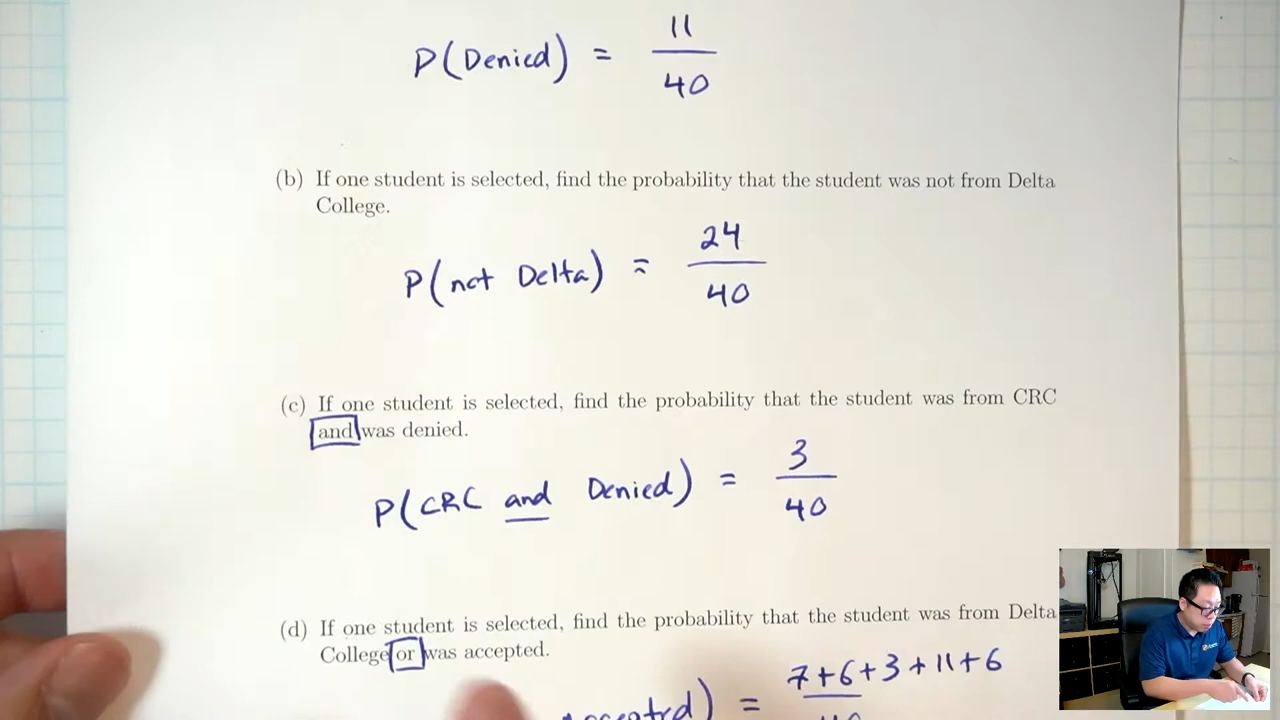 11
P(Denied) =
40
(b) If one student is selected, find the probability that the student was not from Delta
College.
24
P(not Delta) =
40
(c) If one student is selected, find the probability that the student was from CRC
and was denied.
3
P(CRC and Denied) =
40
(d) If one student is selected, find the probability that the student was from Delta
College or was accepted.
7+6+3+11+6
Accepted) =
40